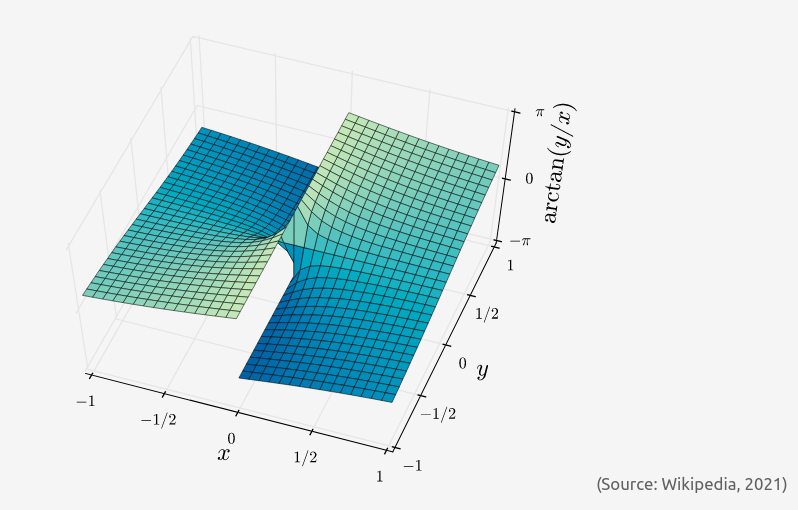 π
0
−π
arctan(y/x)
1
1/2
0
y
−1/2
−1
−1
−1/2
0
x
1/2
1
(Source: Wikipedia, 2021)